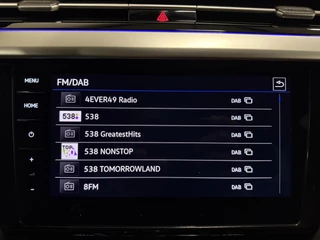 MENU
FM/DAB
4EVER49 Radio DAB
HOME
538 538 DAB
538 GreatestHits DAB
538 NONSTOP DAB
538 TOMORROWLAND DAB
8FM DAB